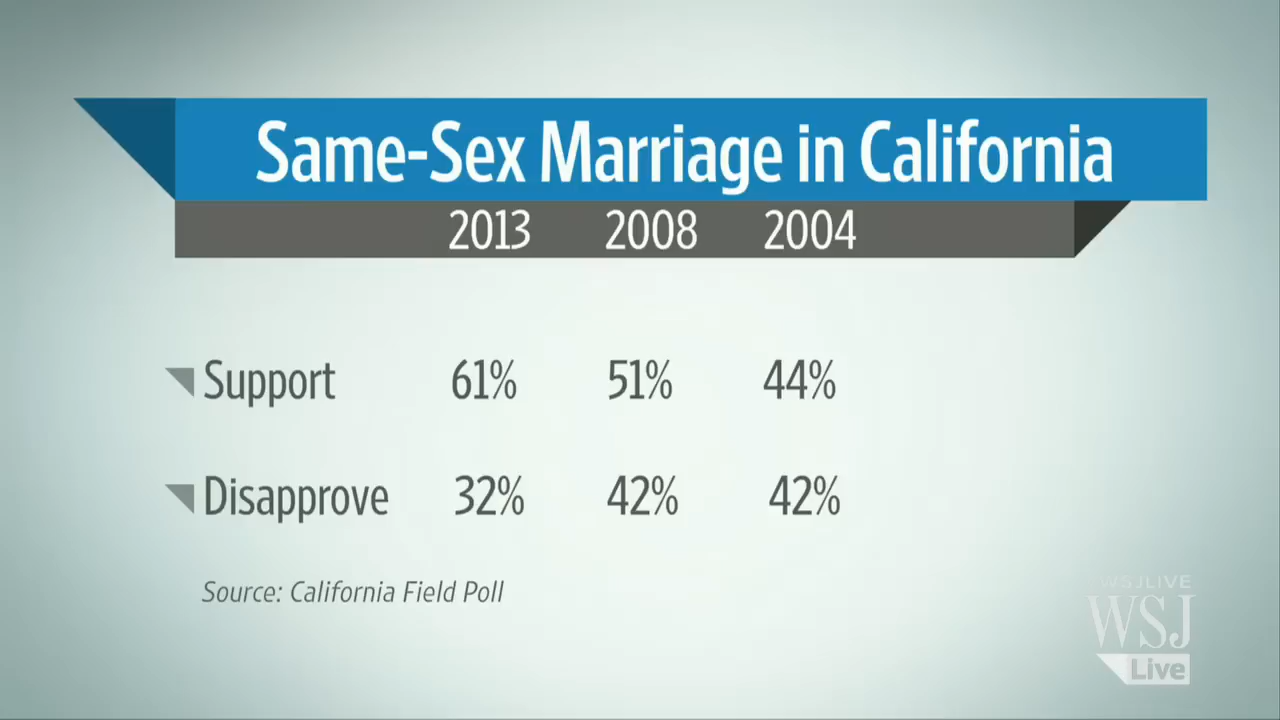 Same-Sex Marriage in California
2013 2008 2004
Support 61% 51% 44%
Disapprove 32% 42% 42%
Source: California Field Poll
WSJLIVE
WSJ
Live